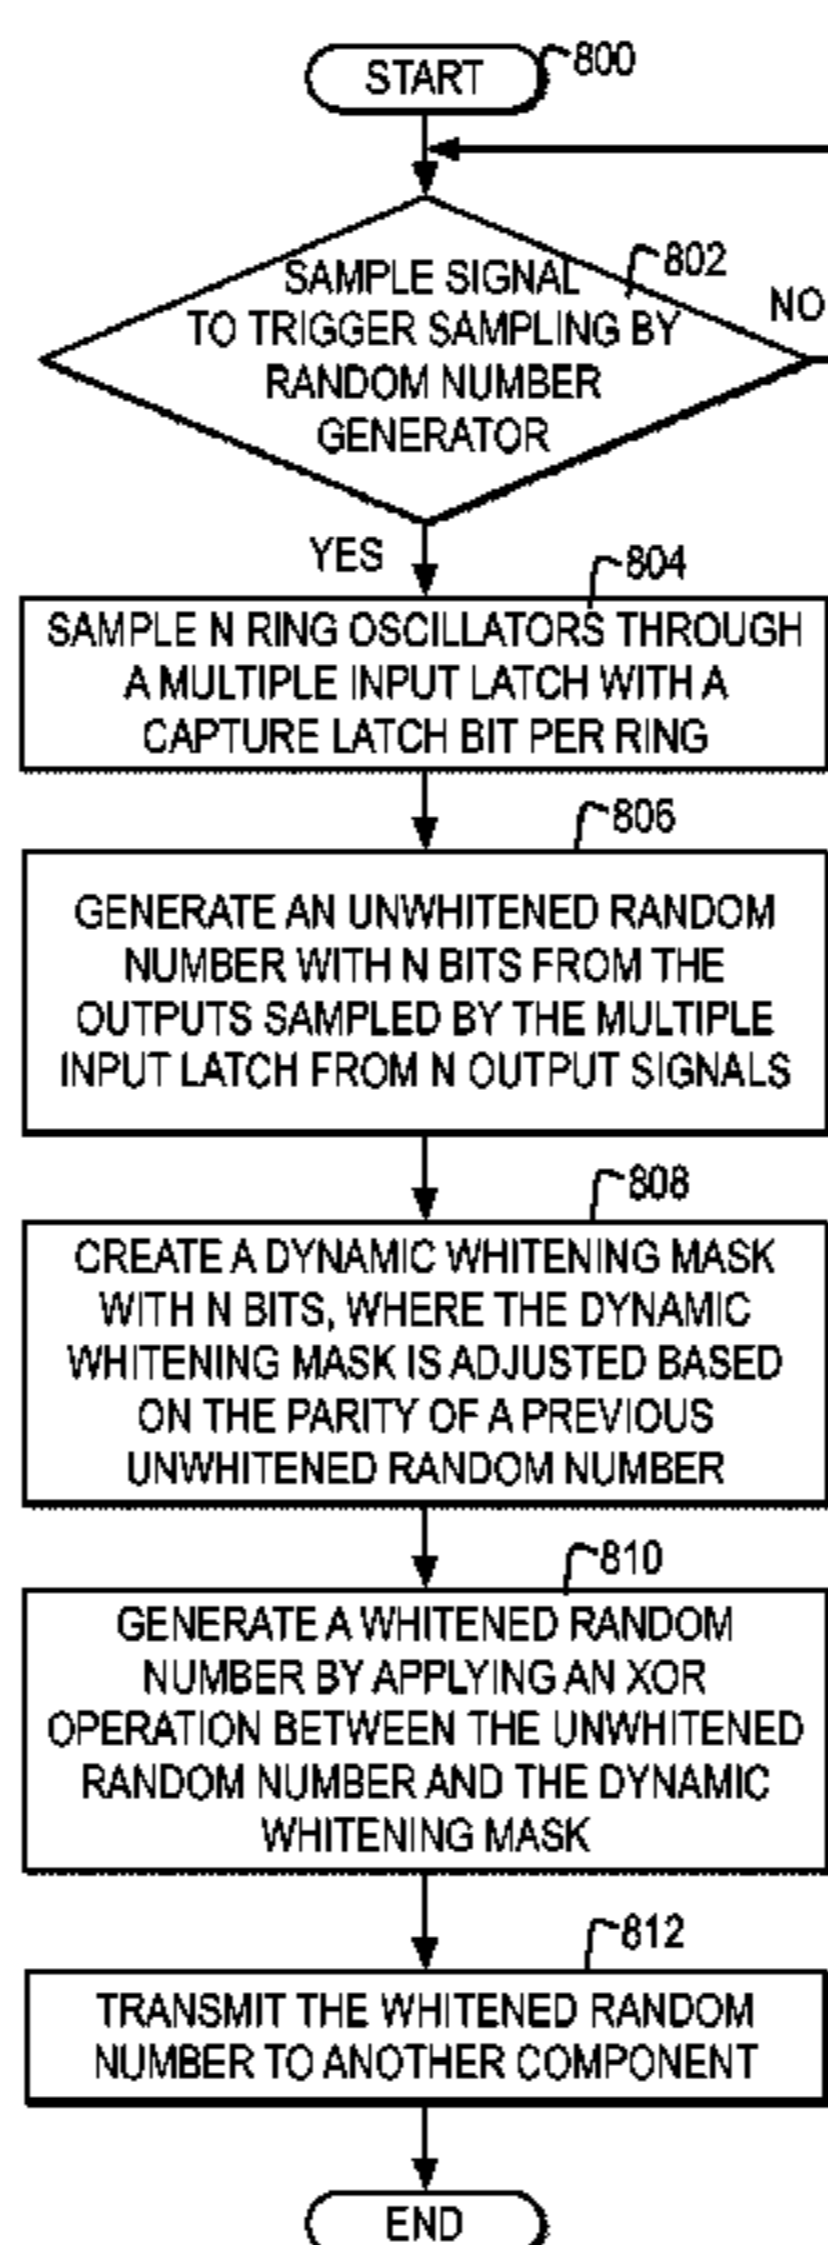 START
800
SAMPLE SIGNAL
TO TRIGGER SAMPLING BY
RANDOM NUMBER
GENERATOR
802
NO
YES
804
SAMPLE N RING OSCILLATORS THROUGH
A MULTIPLE INPUT LATCH WITH A
CAPTURE LATCH BIT PER RING
806
GENERATE AN UNWHITENED RANDOM
NUMBER WITH N BITS FROM THE
OUTPUTS SAMPLED BY THE MULTIPLE
INPUT LATCH FROM N OUTPUT SIGNALS
808
CREATE A DYNAMIC WHITENING MASK
WITH N BITS, WHERE THE DYNAMIC
WHITENING MASK IS ADJUSTED BASED
ON THE PARITY OF A PREVIOUS
UNWHITENED RANDOM NUMBER
810
GENERATE A WHITENED RANDOM
NUMBER BY APPLYING AN XOR
OPERATION BETWEEN THE UNWHITENED
RANDOM NUMBER AND THE DYNAMIC
WHITENING MASK
812
TRANSMIT THE WHITENED RANDOM
NUMBER TO ANOTHER COMPONENT
END